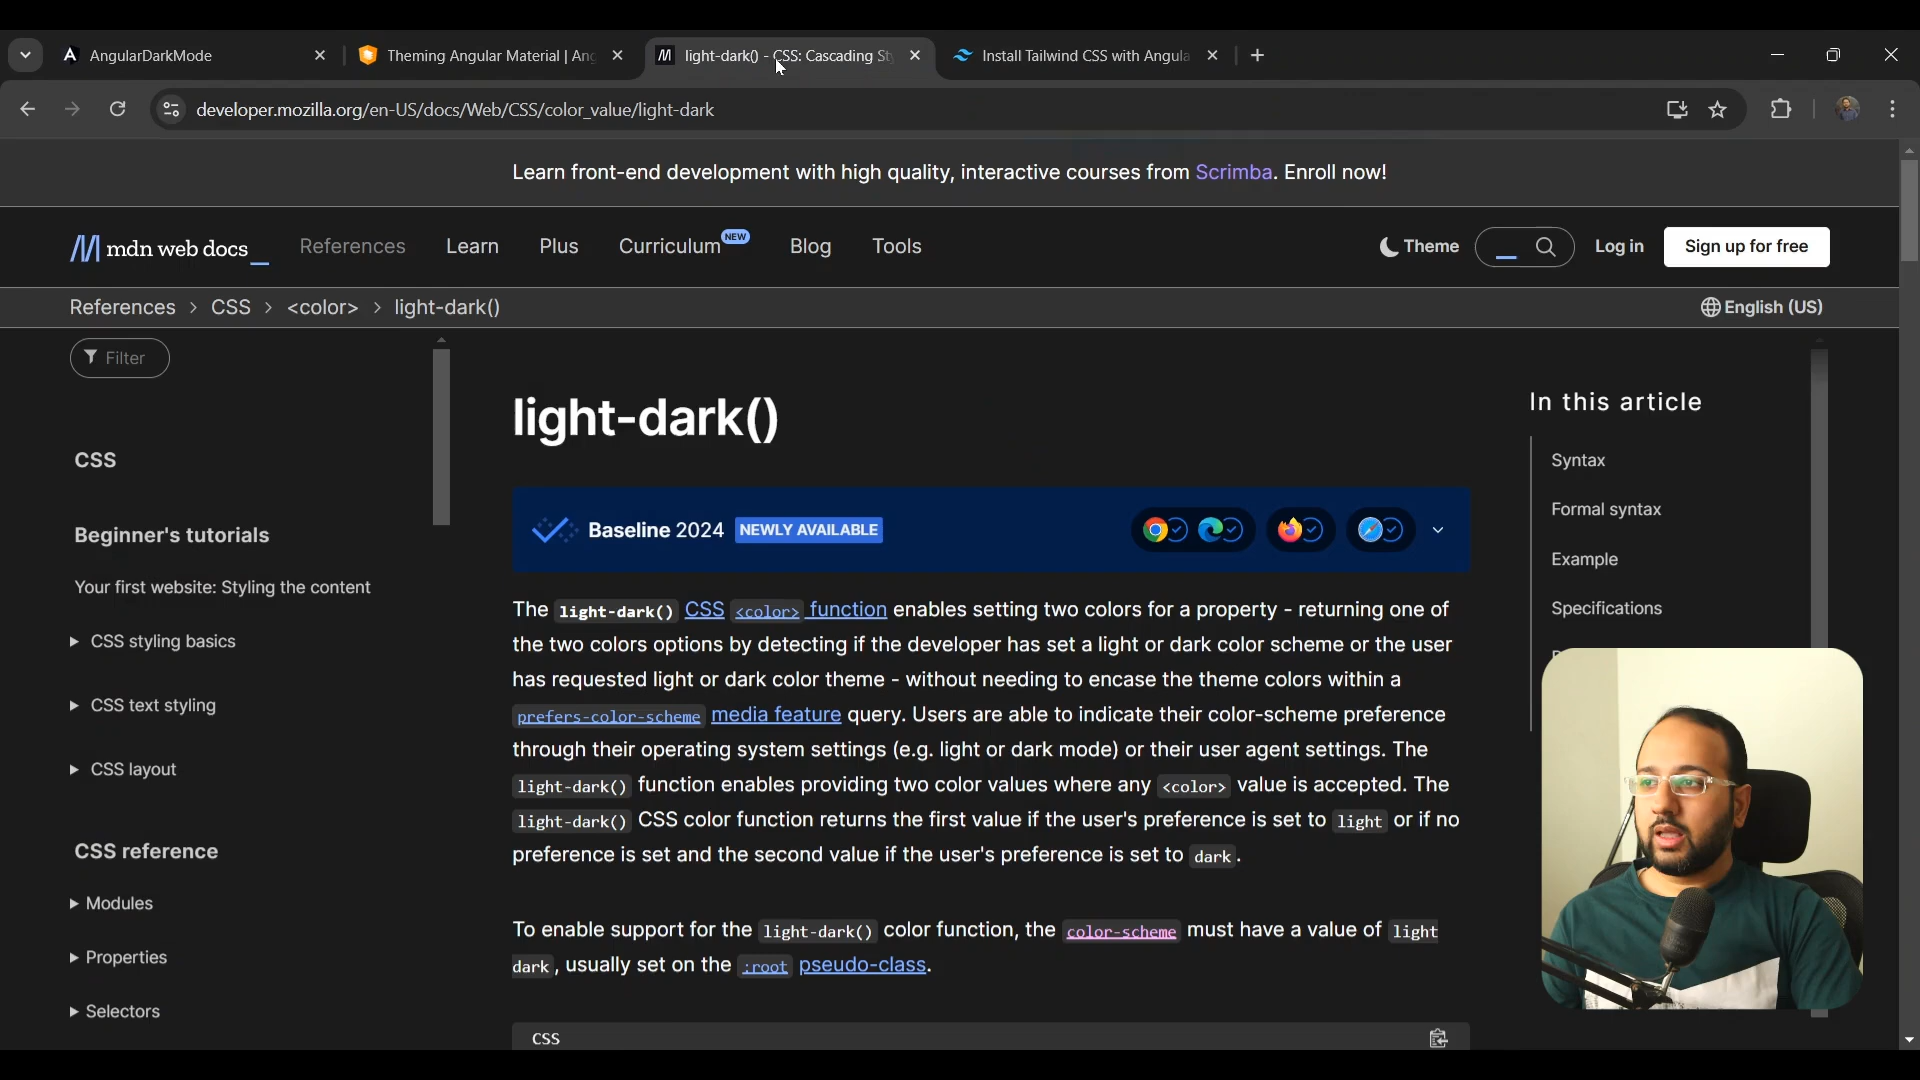 AngularDarkMode
Theming Angular Material | Ang
light-dark() - CSS: Cascading St
Install Tailwind CSS with Angula
developer.mozilla.org/en-US/docs/Web/CSS/color_value/light-dark
Learn front-end development with high quality, interactive courses from Scrimba. Enroll now!
mdn web docs_
References
Learn
Plus
Curriculum NEW
Blog
Tools
Theme
Log in
Sign up for free
References > CSS > <color> > light-dark()
English (US)
Filter
CSS
Beginner's tutorials
Your first website: Styling the content
CSS styling basics
CSS text styling
CSS layout
CSS reference
Modules
Properties
Selectors
light-dark()
Baseline 2024 NEWLY AVAILABLE
The light-dark() CSS <color> function enables setting two colors for a property - returning one of
the two colors options by detecting if the developer has set a light or dark color scheme or the user
has requested light or dark color theme - without needing to encase the theme colors within a
prefers-color-scheme media feature query. Users are able to indicate their color-scheme preference
through their operating system settings (e.g. light or dark mode) or their user agent settings. The
light-dark() function enables providing two color values where any <color> value is accepted. The
light-dark() CSS color function returns the first value if the user's preference is set to light or if no
preference is set and the second value if the user's preference is set to dark.
To enable support for the light-dark() color function, the color-scheme must have a value of light
dark, usually set on the :root pseudo-class.
CSS
In this article
Syntax
Formal syntax
Example
Specifications